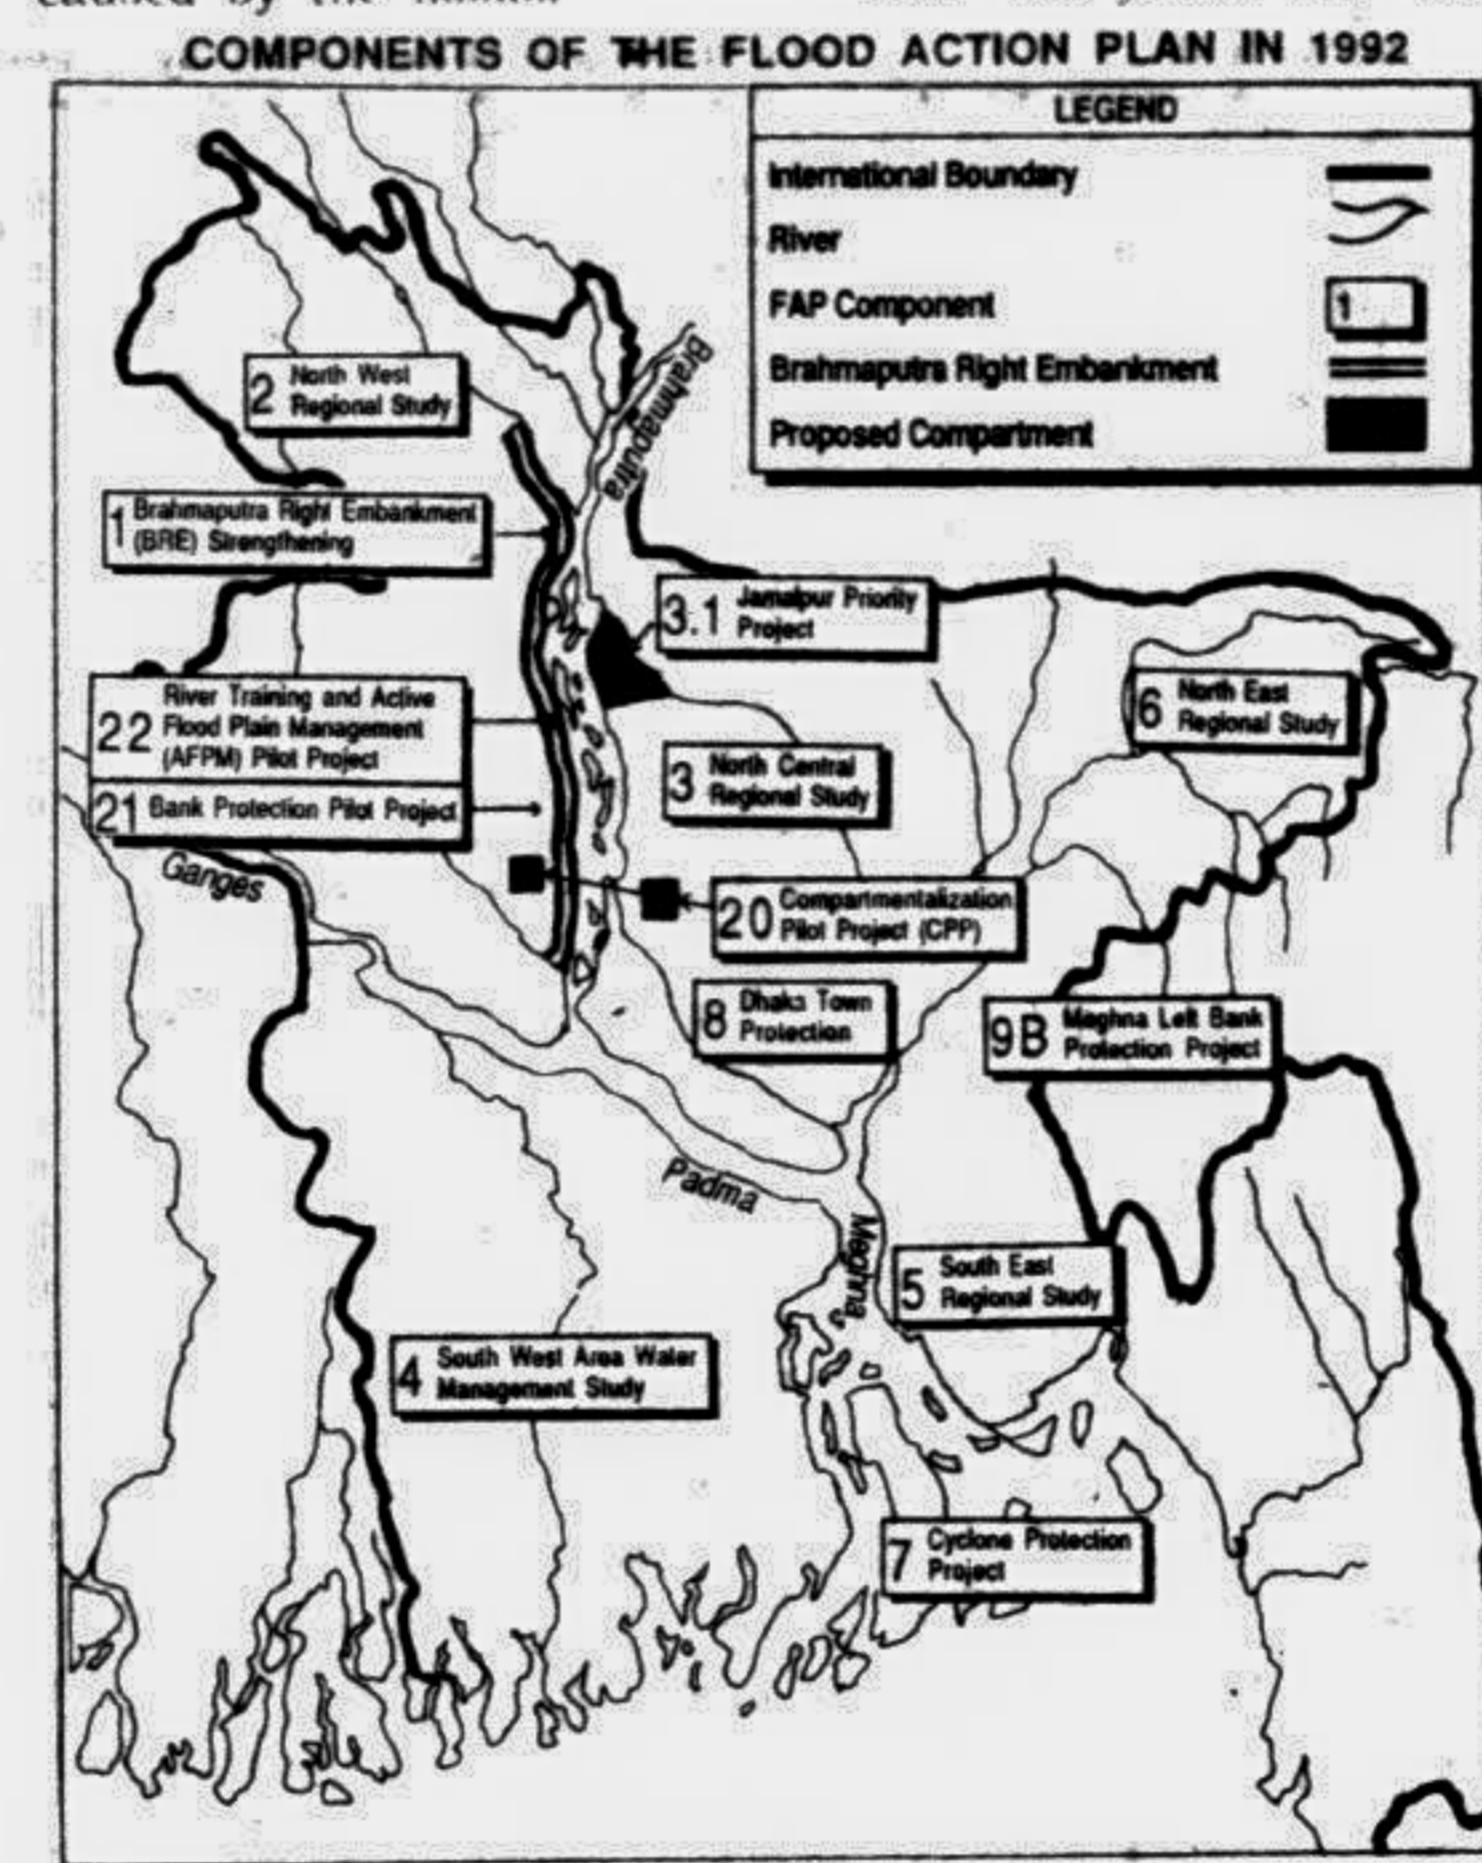 COMPONENTS OF THE FLOOD ACTION PLAN IN 1992
LEGEND
International Boundary
River
FAP Component
1
Brahmaputra Right Embankment
Proposed Compartment
Brahmaputra
2 North West
Regional Study
1 Brahmaputra Right Embankment
(BRE) Strengthening
3.1 Jamalpur Priority
Project
6 North East
Regional Study
22 River Training and Active
Flood Plain Management
(AFPM) Pilot Project
21 Bank Protection Pilot Project
3 North Central
Regional Study
Ganges
20 Compartmentalization
Pilot Project (CPP)
8 Dhaka Town
Protection
9B Meghna Left Bank
Protection Project
Padma
Meghna
5 South East
Regional Study
4 South West Area Water
Management Study
7 Cyclone Protection
Project